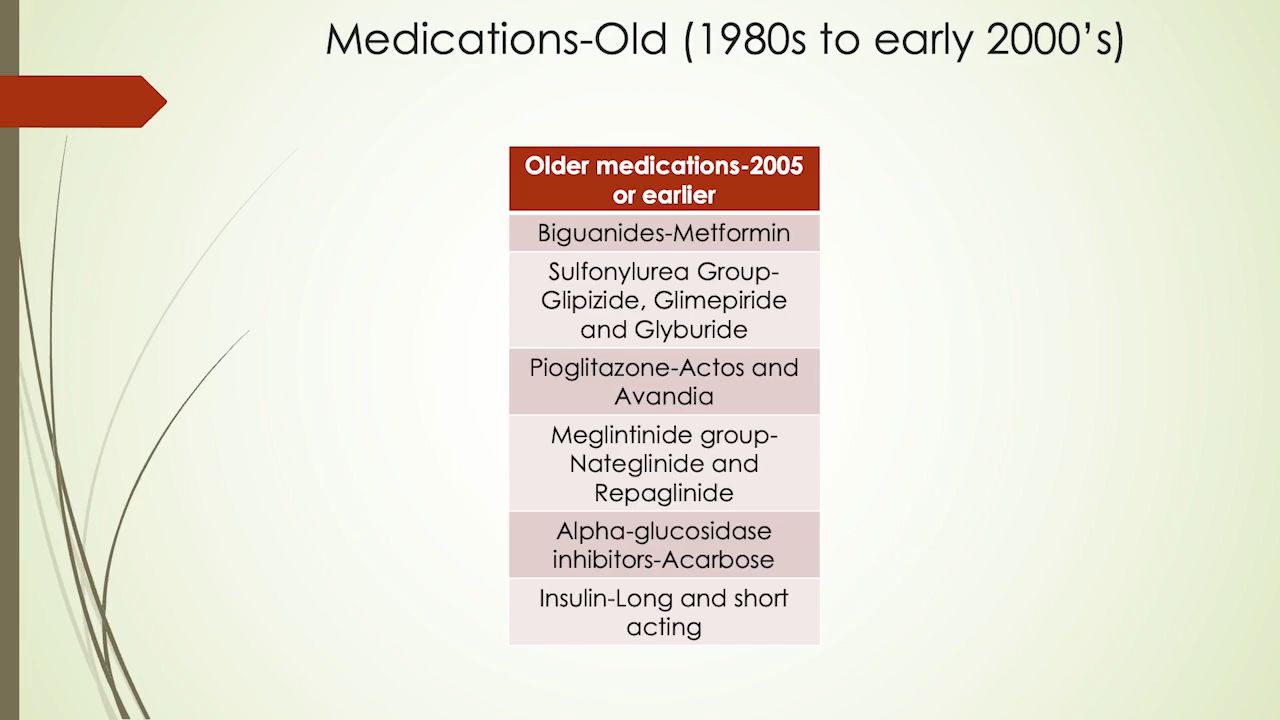 Medications-Old (1980s to early 2000’s)
Older medications-2005
or earlier
Biguanides-Metformin
Sulfonylurea Group-
Glipizide, Glimepiride
and Glyburide
Pioglitazone-Actos and
Avandia
Meglintinide group-
Nateglinide and
Repaglinide
Alpha-glucosidase
inhibitors-Acarbose
Insulin-Long and short
acting